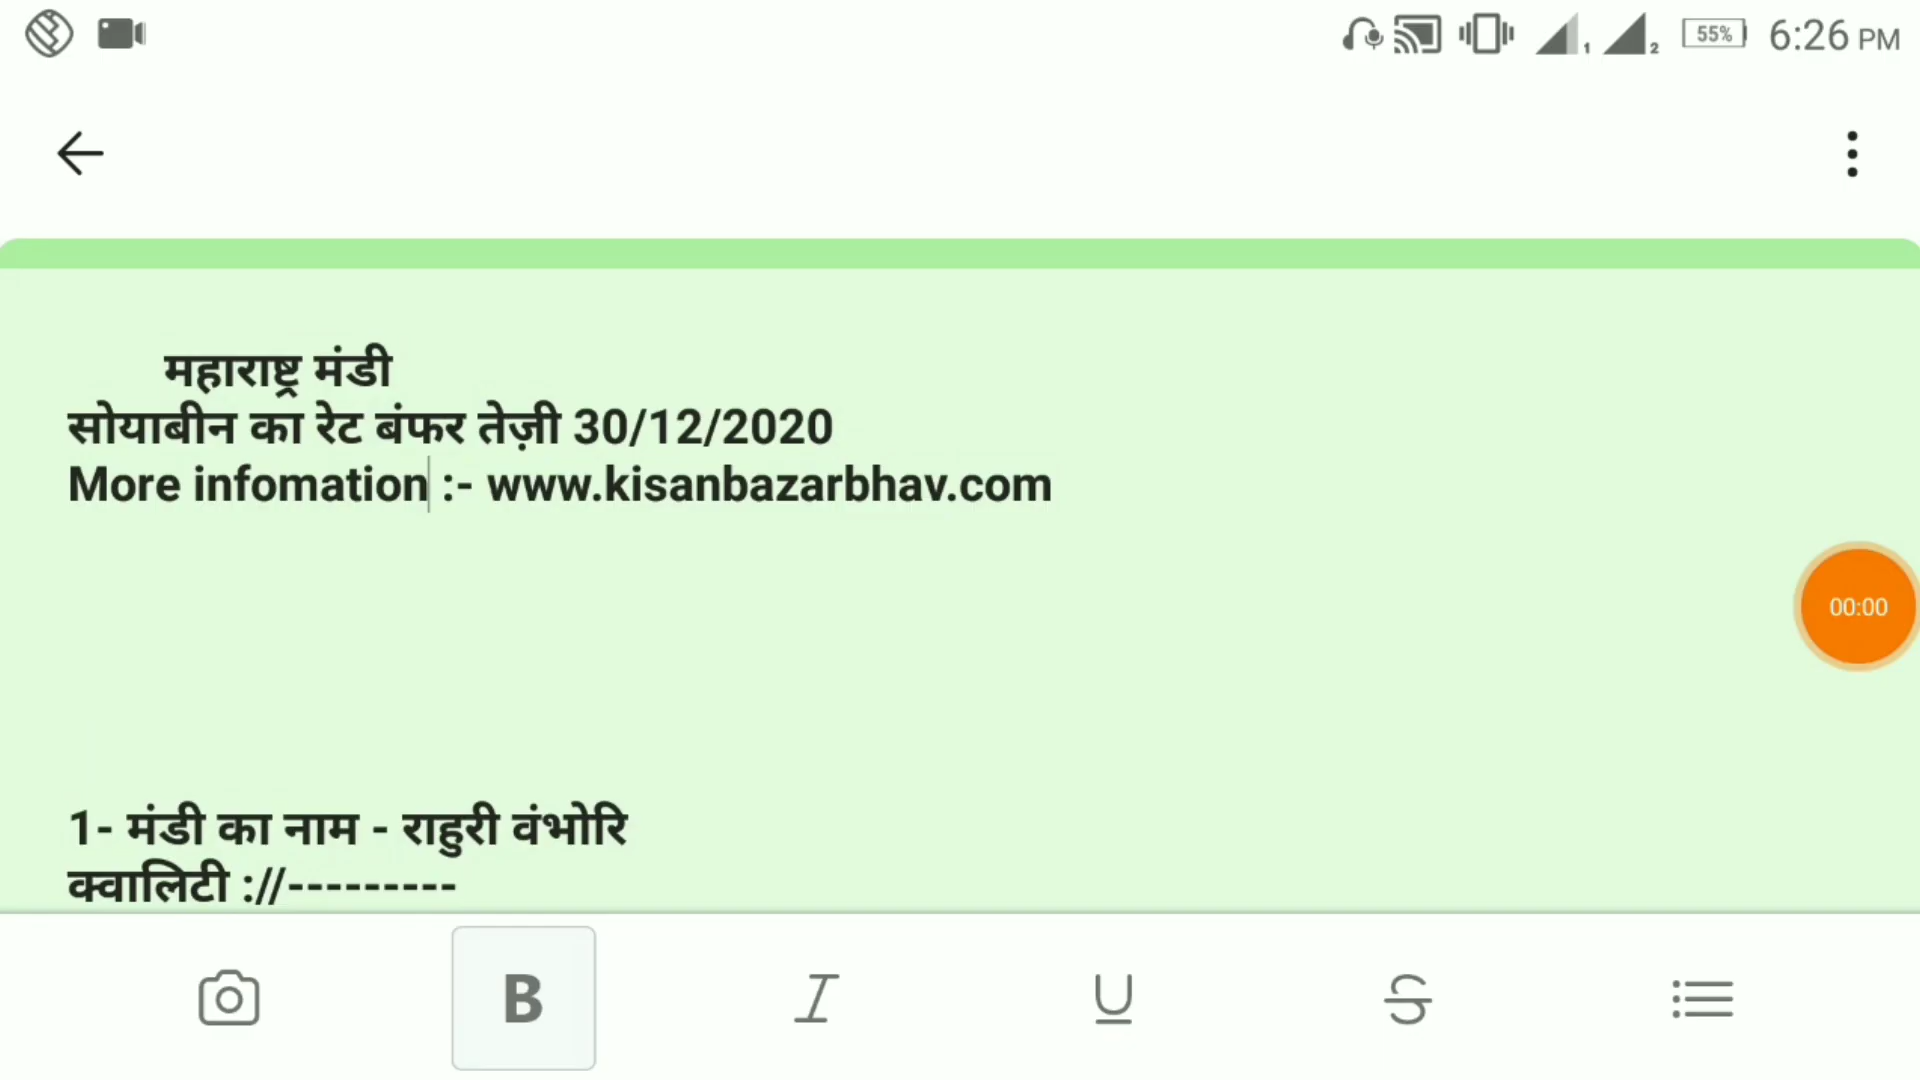 55% 6:26 PM
महाराष्ट्र मंडी
सोयाबीन का रेट बंफर तेज़ी 30/12/2020
More infomation :- www.kisanbazarbhav.com
00:00
1- मंडी का नाम - राहुरी वंभोरि
क्वालिटी ://---------
B I U S